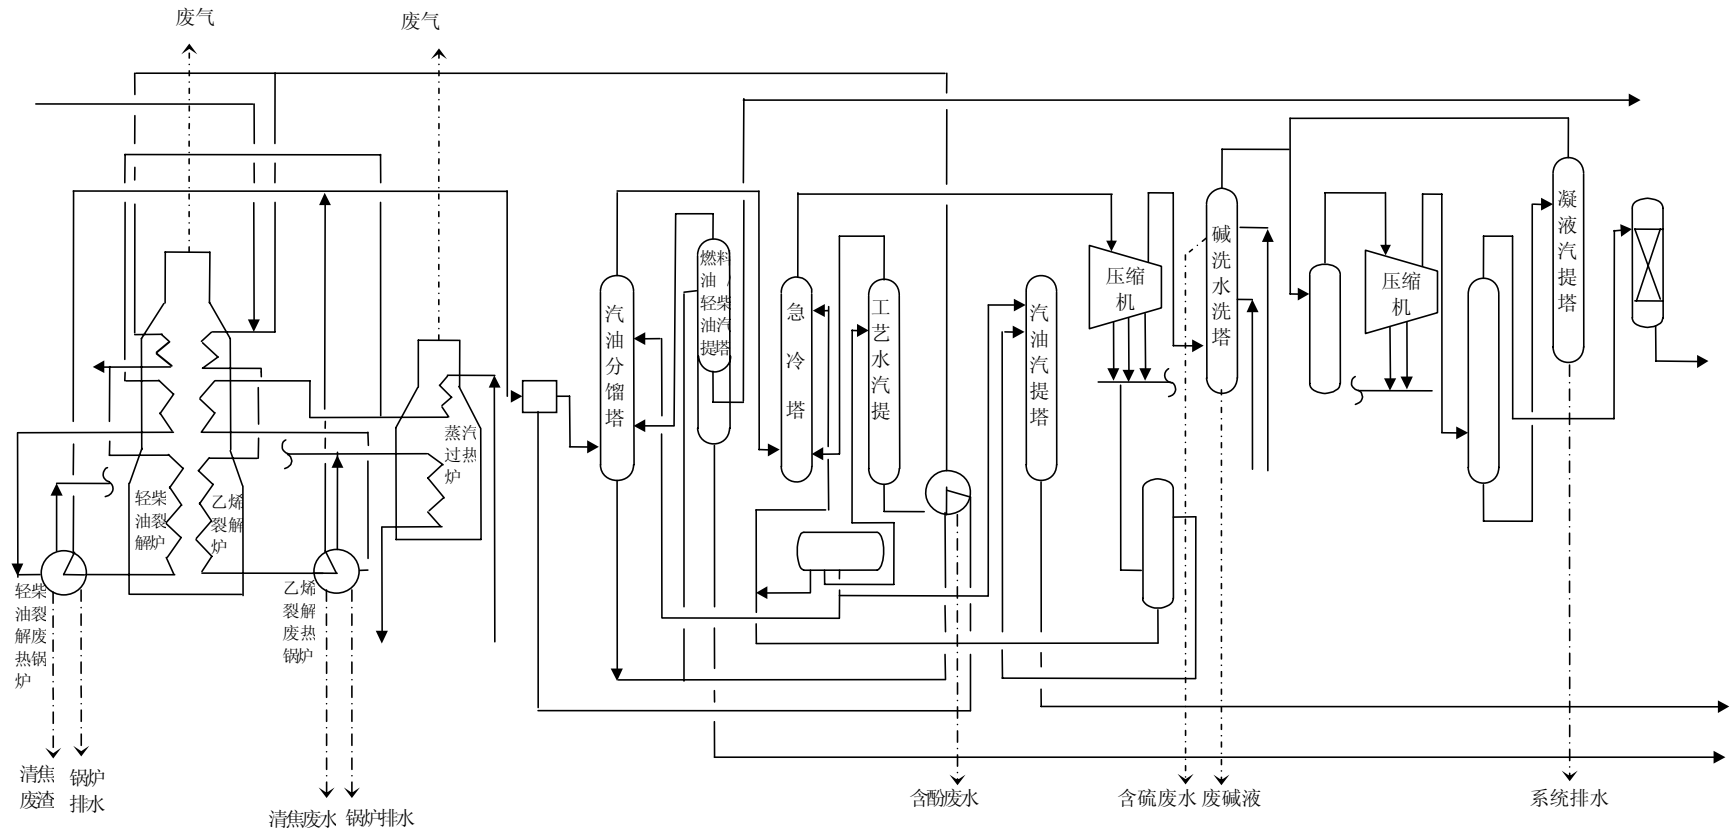 废气
废气
轻柴
油裂
解炉
乙烯
裂解
炉
蒸汽
过热
炉
轻柴
油裂
解废
热锅
炉
乙烯
裂解
废热
锅炉
清焦
废渣
锅炉
排水
清焦废水
锅炉排水
汽
油
分
馏
塔
燃料
油 /
轻柴
油汽
提塔
急
冷
塔
工
艺
水
汽
提
汽
油
汽
提
塔
压缩
机
碱
洗
水
洗
塔
压缩
机
凝
液
汽
提
塔
含酚废水
含硫废水
废碱液
系统排水